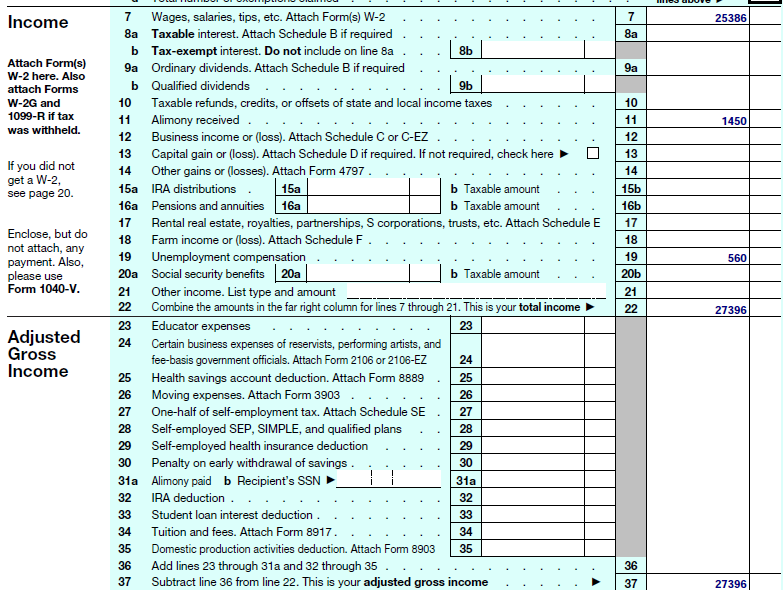 Income
7 Wages, salaries, tips, etc. Attach Form(s) W-2 . . . . . . . . . . 7 25386
8a Taxable interest. Attach Schedule B if required . . . . . . . . . . 8a
b Tax-exempt interest. Do not include on line 8a . . . 8b
Attach Form(s)
W-2 here. Also
attach Forms
W-2G and
1099-R if tax
was withheld.
9a Ordinary dividends. Attach Schedule B if required . . . . . . . . . 9a
b Qualified dividends . . . . . . . . . . 9b
10 Taxable refunds, credits, or offsets of state and local income taxes . . . . . . 10
11 Alimony received . . . . . . . . . . . . . . . . . 11 1450
12 Business income or (loss). Attach Schedule C or C-EZ . . . . . . . . . 12
13 Capital gain or (loss). Attach Schedule D if required. If not required, check here ▶ 13
14 Other gains or (losses). Attach Form 4797 . . . . . . . . . . . . 14
If you did not
get a W-2,
see page 20.
15a IRA distributions . 15a b Taxable amount . . . 15b
16a Pensions and annuities 16a b Taxable amount . . . 16b
17 Rental real estate, royalties, partnerships, S corporations, trusts, etc. Attach Schedule E 17
18 Farm income or (loss). Attach Schedule F . . . . . . . . . . . . 18
Enclose, but do
not attach, any
payment. Also,
please use
Form 1040-V.
19 Unemployment compensation . . . . . . . . . . . . . . 19 560
20a Social security benefits 20a b Taxable amount . . . 20b
21 Other income. List type and amount 21
22 Combine the amounts in the far right column for lines 7 through 21. This is your total income ▶ 22 27396
Adjusted
Gross
Income
23 Educator expenses . . . . . . . . . . 23
24 Certain business expenses of reservists, performing artists, and
fee-basis government officials. Attach Form 2106 or 2106-EZ 24
25 Health savings account deduction. Attach Form 8889 . 25
26 Moving expenses. Attach Form 3903 . . . . . . 26
27 One-half of self-employment tax. Attach Schedule SE . 27
28 Self-employed SEP, SIMPLE, and qualified plans . . 28
29 Self-employed health insurance deduction . . . . 29
30 Penalty on early withdrawal of savings . . . . . . 30
31a Alimony paid b Recipient's SSN ▶ 31a
32 IRA deduction . . . . . . . . . . . . . 32
33 Student loan interest deduction . . . . . . . . 33
34 Tuition and fees. Attach Form 8917 . . . . . . . 34
35 Domestic production activities deduction. Attach Form 8903 35
36 Add lines 23 through 31a and 32 through 35 . . . . . . . . . . . . 36
37 Subtract line 36 from line 22. This is your adjusted gross income . . . . . ▶ 37 27396